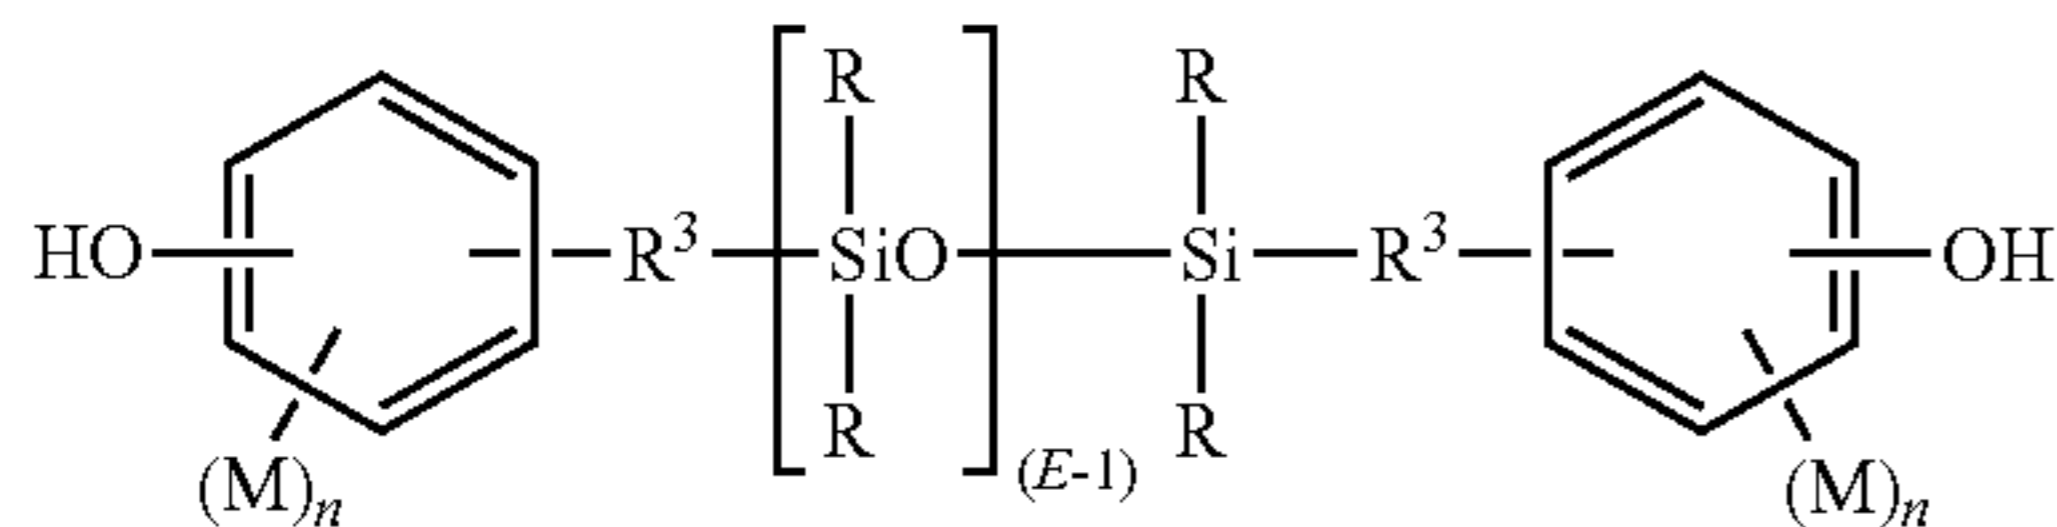 R R
HO R³ SiO Si R³ OH
R R
(E-1)
(M)n (M)n